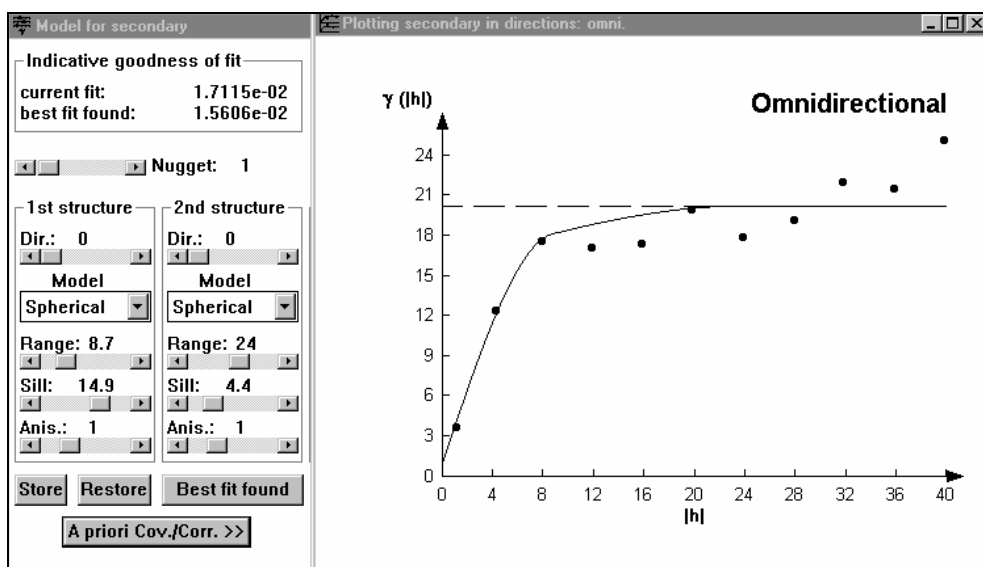 Model for secondary
Indicative goodness of fit
current fit: 1.7115e-02
best fit found: 1.5606e-02
Nugget: 1
1st structure
Dir.: 0
Model
Spherical
Range: 8.7
Sill: 14.9
Anis.: 1
2nd structure
Dir.: 0
Model
Spherical
Range: 24
Sill: 4.4
Anis.: 1
Store Restore Best fit found
A priori Cov./Corr. >>
Plotting secondary in directions: omni.
γ (|h|)
Omnidirectional
24
21
18
15
12
9
6
3
0
0 4 8 12 16 20 24 28 32 36 40
|h|